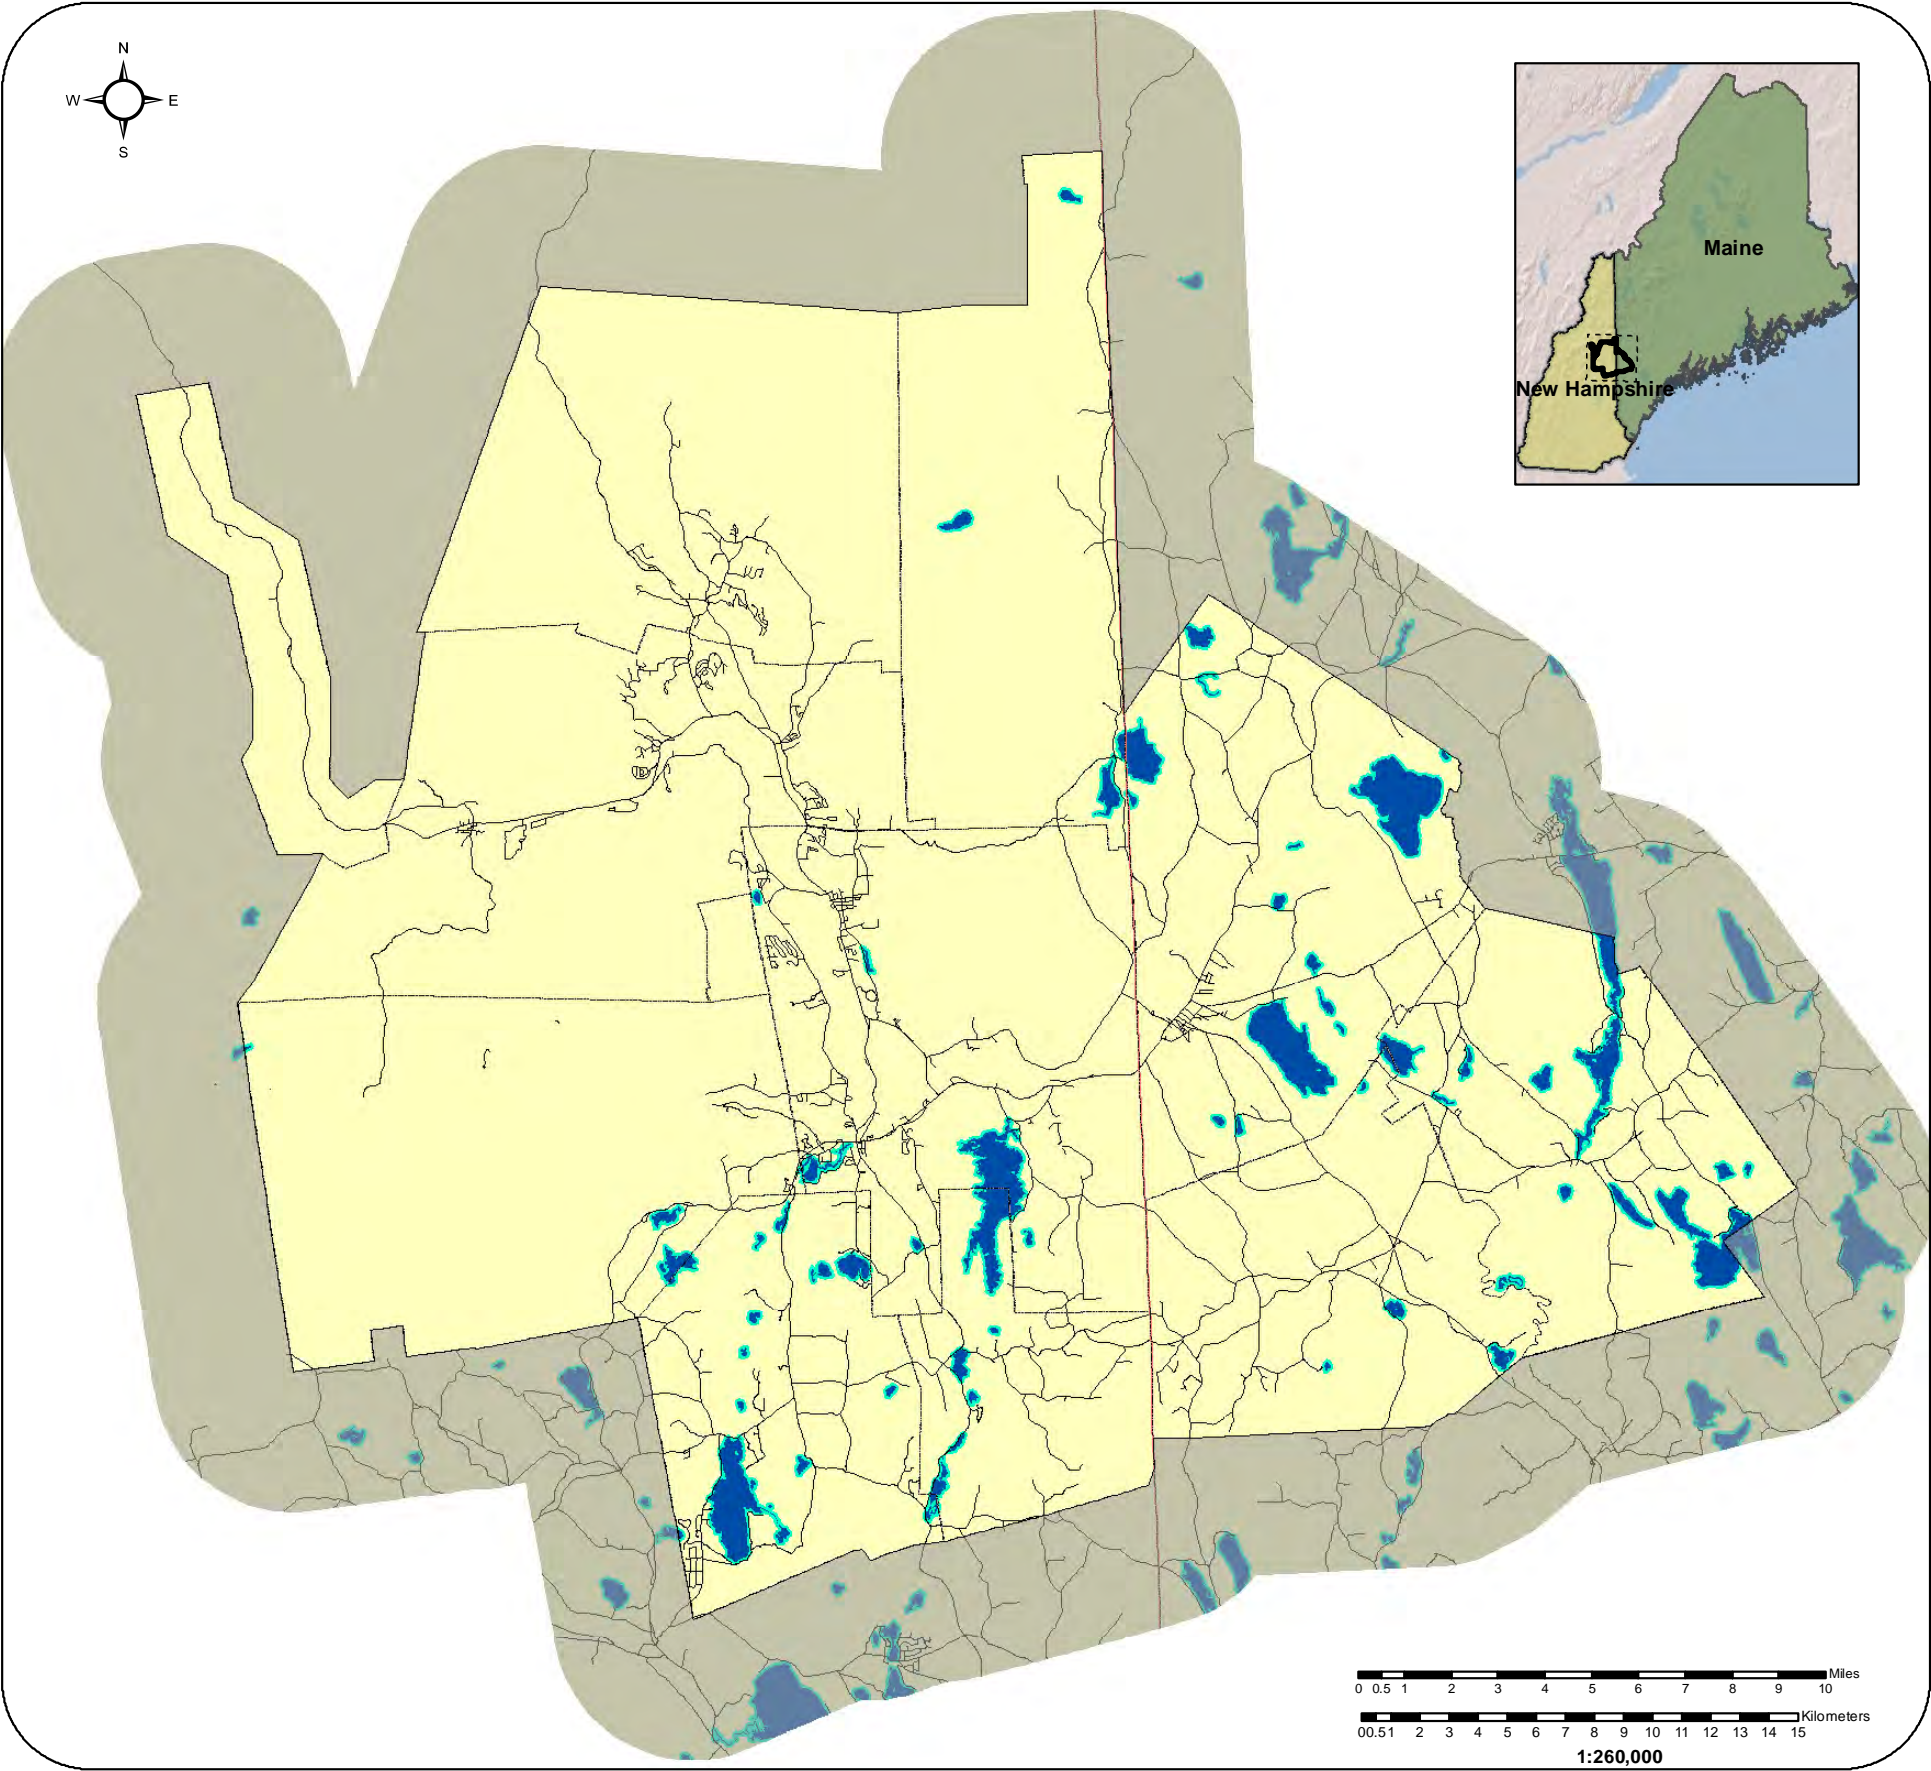 N
W E
S
Maine
New Hampshire
Miles
0 0.5 1 2 3 4 5 6 7 8 9 10
Kilometers
00.51 2 3 4 5 6 7 8 9 10 11 12 13 14 15
1:260,000